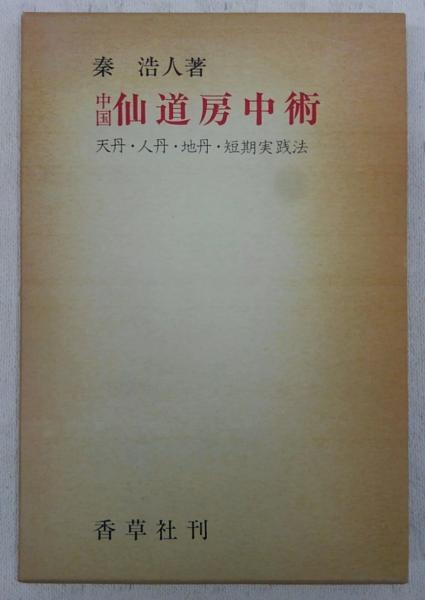 秦 浩人著
中国 仙道房中術
天丹・人丹・地丹・短期実践法
香草社刊